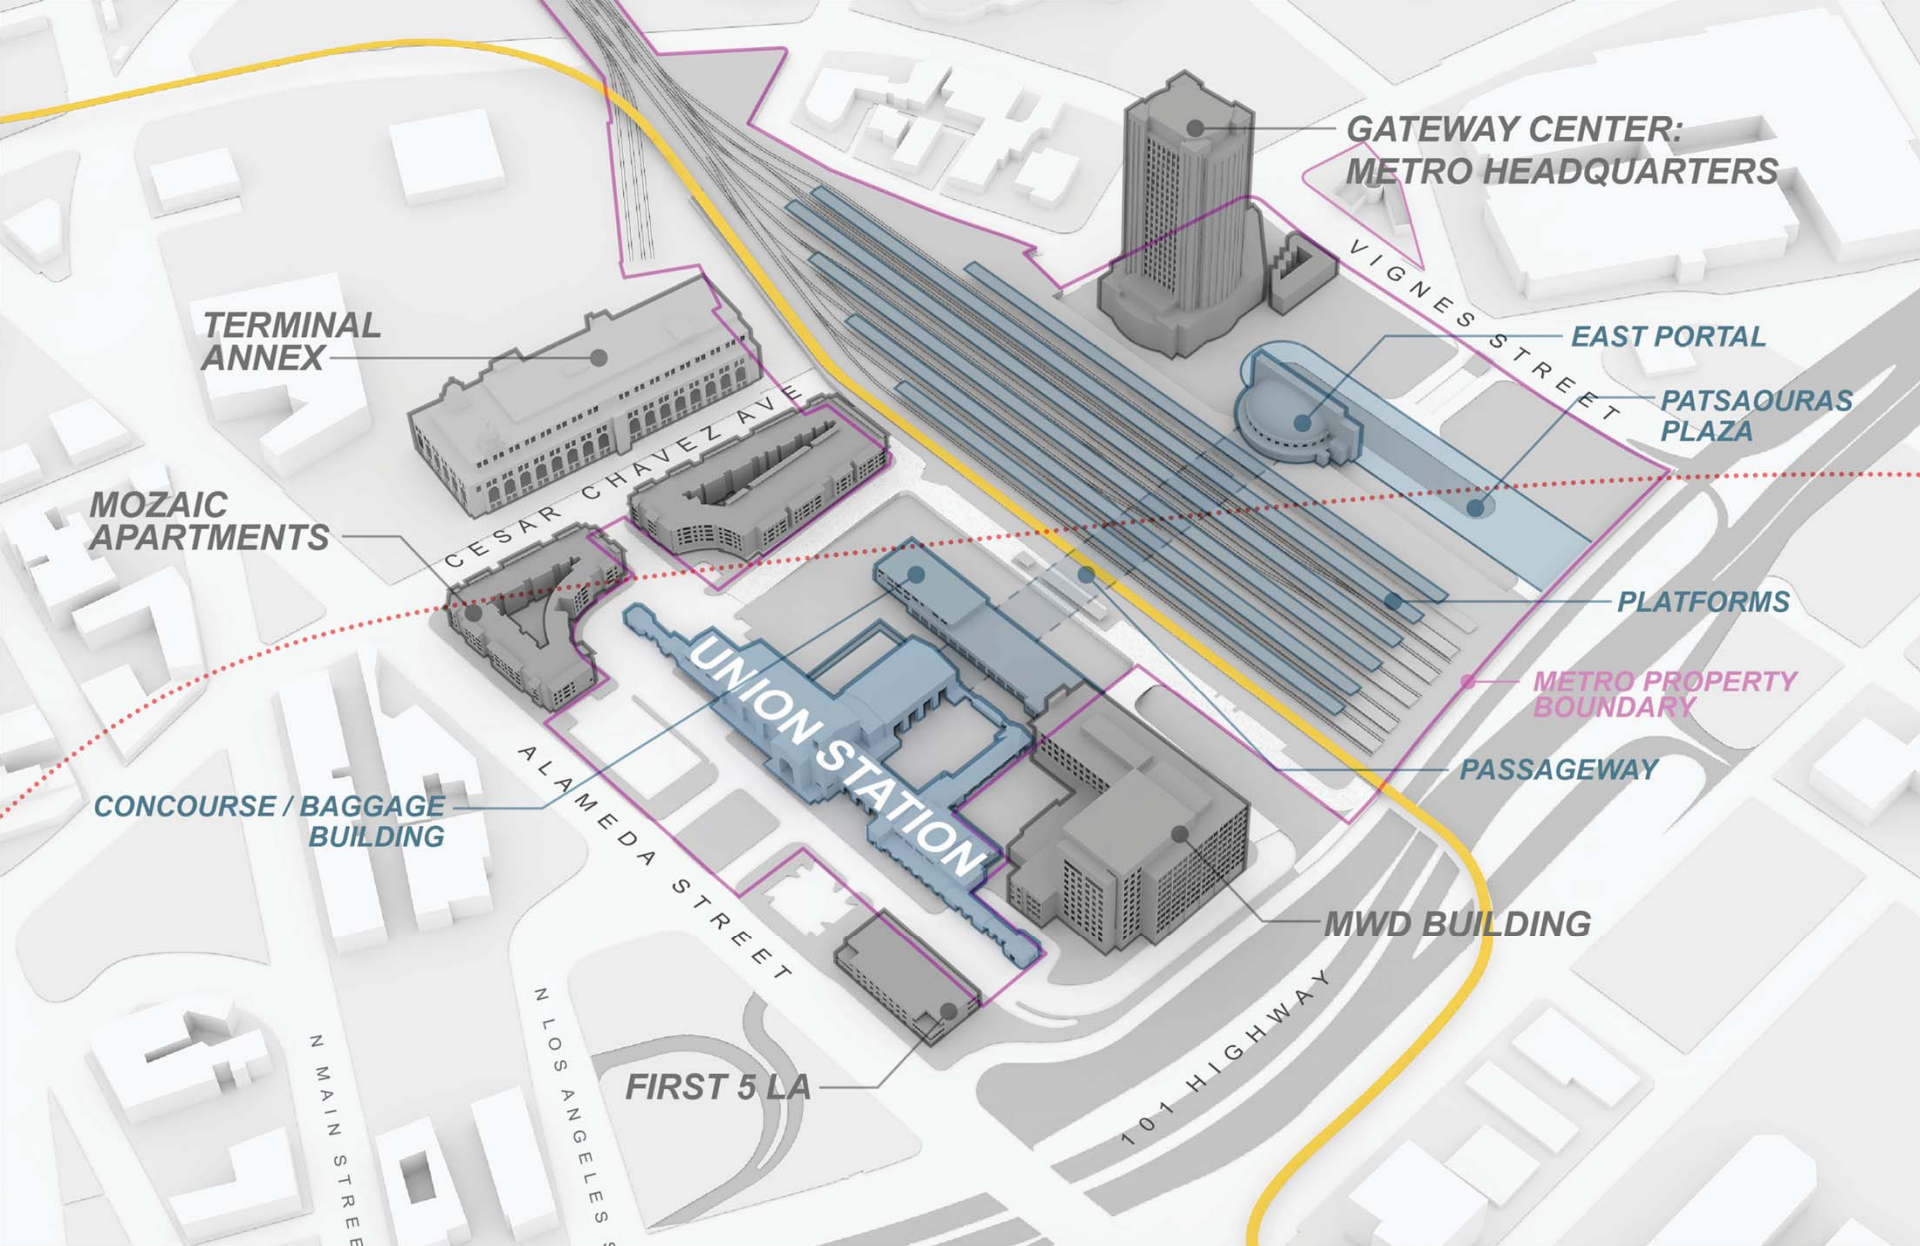 GATEWAY CENTER:
METRO HEADQUARTERS
VIGNES STREET
TERMINAL
ANNEX
EAST PORTAL
PATSAOURAS
PLAZA
CESAR CHAVEZ AVE
MOZAIC
APARTMENTS
PLATFORMS
UNION STATION
METRO PROPERTY
BOUNDARY
PASSAGEWAY
CONCOURSE / BAGGAGE
BUILDING
ALAMEDA STREET
MWD BUILDING
101 HIGHWAY
FIRST 5 LA
N LOS ANGELES S
N MAIN STREE